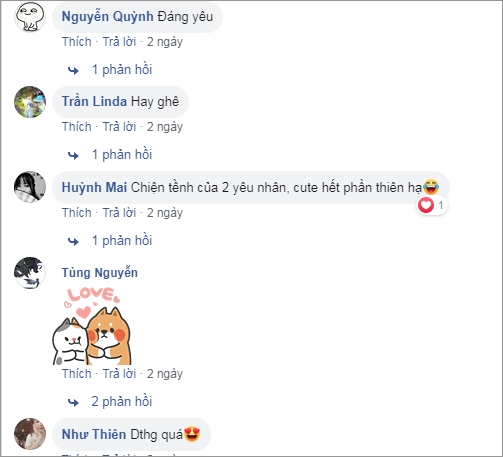 Nguyễn Quỳnh Đáng yêu
Thích · Trả lời · 2 ngày
1 phản hồi
Trần Linda Hay ghê
Thích · Trả lời · 2 ngày
1 phản hồi
Huỳnh Mai Chiện tềnh của 2 yêu nhân, cute hết phần thiên hạ😂
1
Thích · Trả lời · 2 ngày
1 phản hồi
Tùng Nguyễn
LOVE
Thích · Trả lời · 2 ngày
2 phản hồi
Như Thiên Dthg quá😍